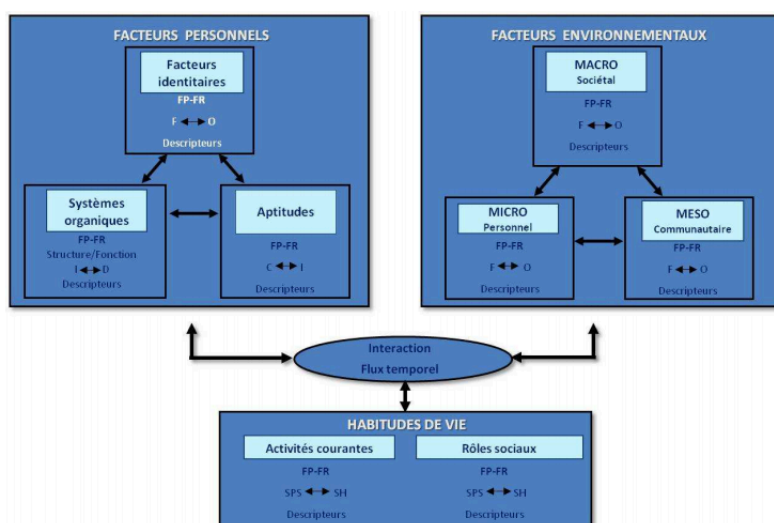 FACTEURS PERSONNELS
Facteurs
identitaires
FP-FR
F O
Descripteurs
Systèmes
organiques
FP-FR
Structure/Fonction
I D
Descripteurs
Aptitudes
FP-FR
C I
Descripteurs
FACTEURS ENVIRONNEMENTAUX
MACRO
Sociétal
FP-FR
F O
Descripteurs
MICRO
Personnel
FP-FR
F O
Descripteurs
MESO
Communautaire
FP-FR
F O
Descripteurs
Interaction
Flux temporel
HABITUDES DE VIE
Activités courantes
FP-FR
SPS SH
Descripteurs
Rôles sociaux
FP-FR
SPS SH
Descripteurs